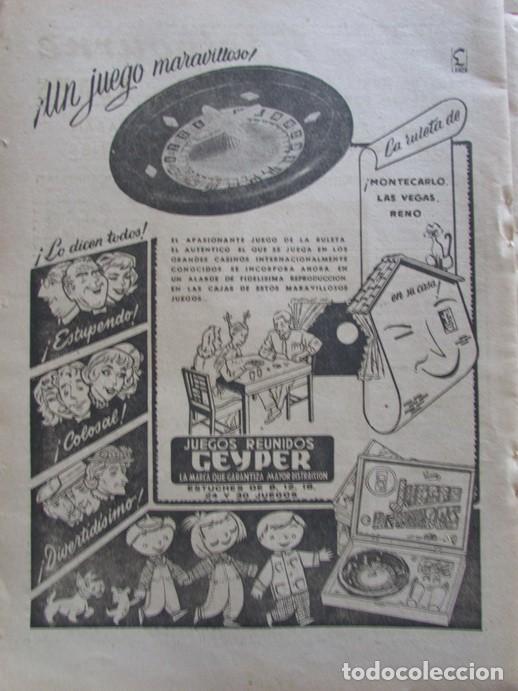 ¡Un juego maravilloso!
La ruleta de
¡MONTECARLO,
LAS VEGAS,
RENO
en su casa!
EL APASIONANTE JUEGO DE LA RULETA.
EL AUTENTICO EL QUE SE JUEGA EN LOS
GRANDES CASINOS INTERNACIONALMENTE
CONOCIDOS SE INCORPORA AHORA EN
UN ALARDE DE FIDELISIMA REPRODUCCION,
EN LAS CAJAS DE ESTOS MARAVILLOSOS
JUEGOS...
¡Lo dicen todos!
¡Estupendo!
¡Colosal!
¡Divertidísimo!
JUEGOS REUNIDOS
GEYPER
LA MARCA QUE GARANTIZA MAYOR DISTRACCION
ESTUCHES DE 8, 12, 18,
24 Y 30 JUEGOS
todocoleccion
todocoleccion.net